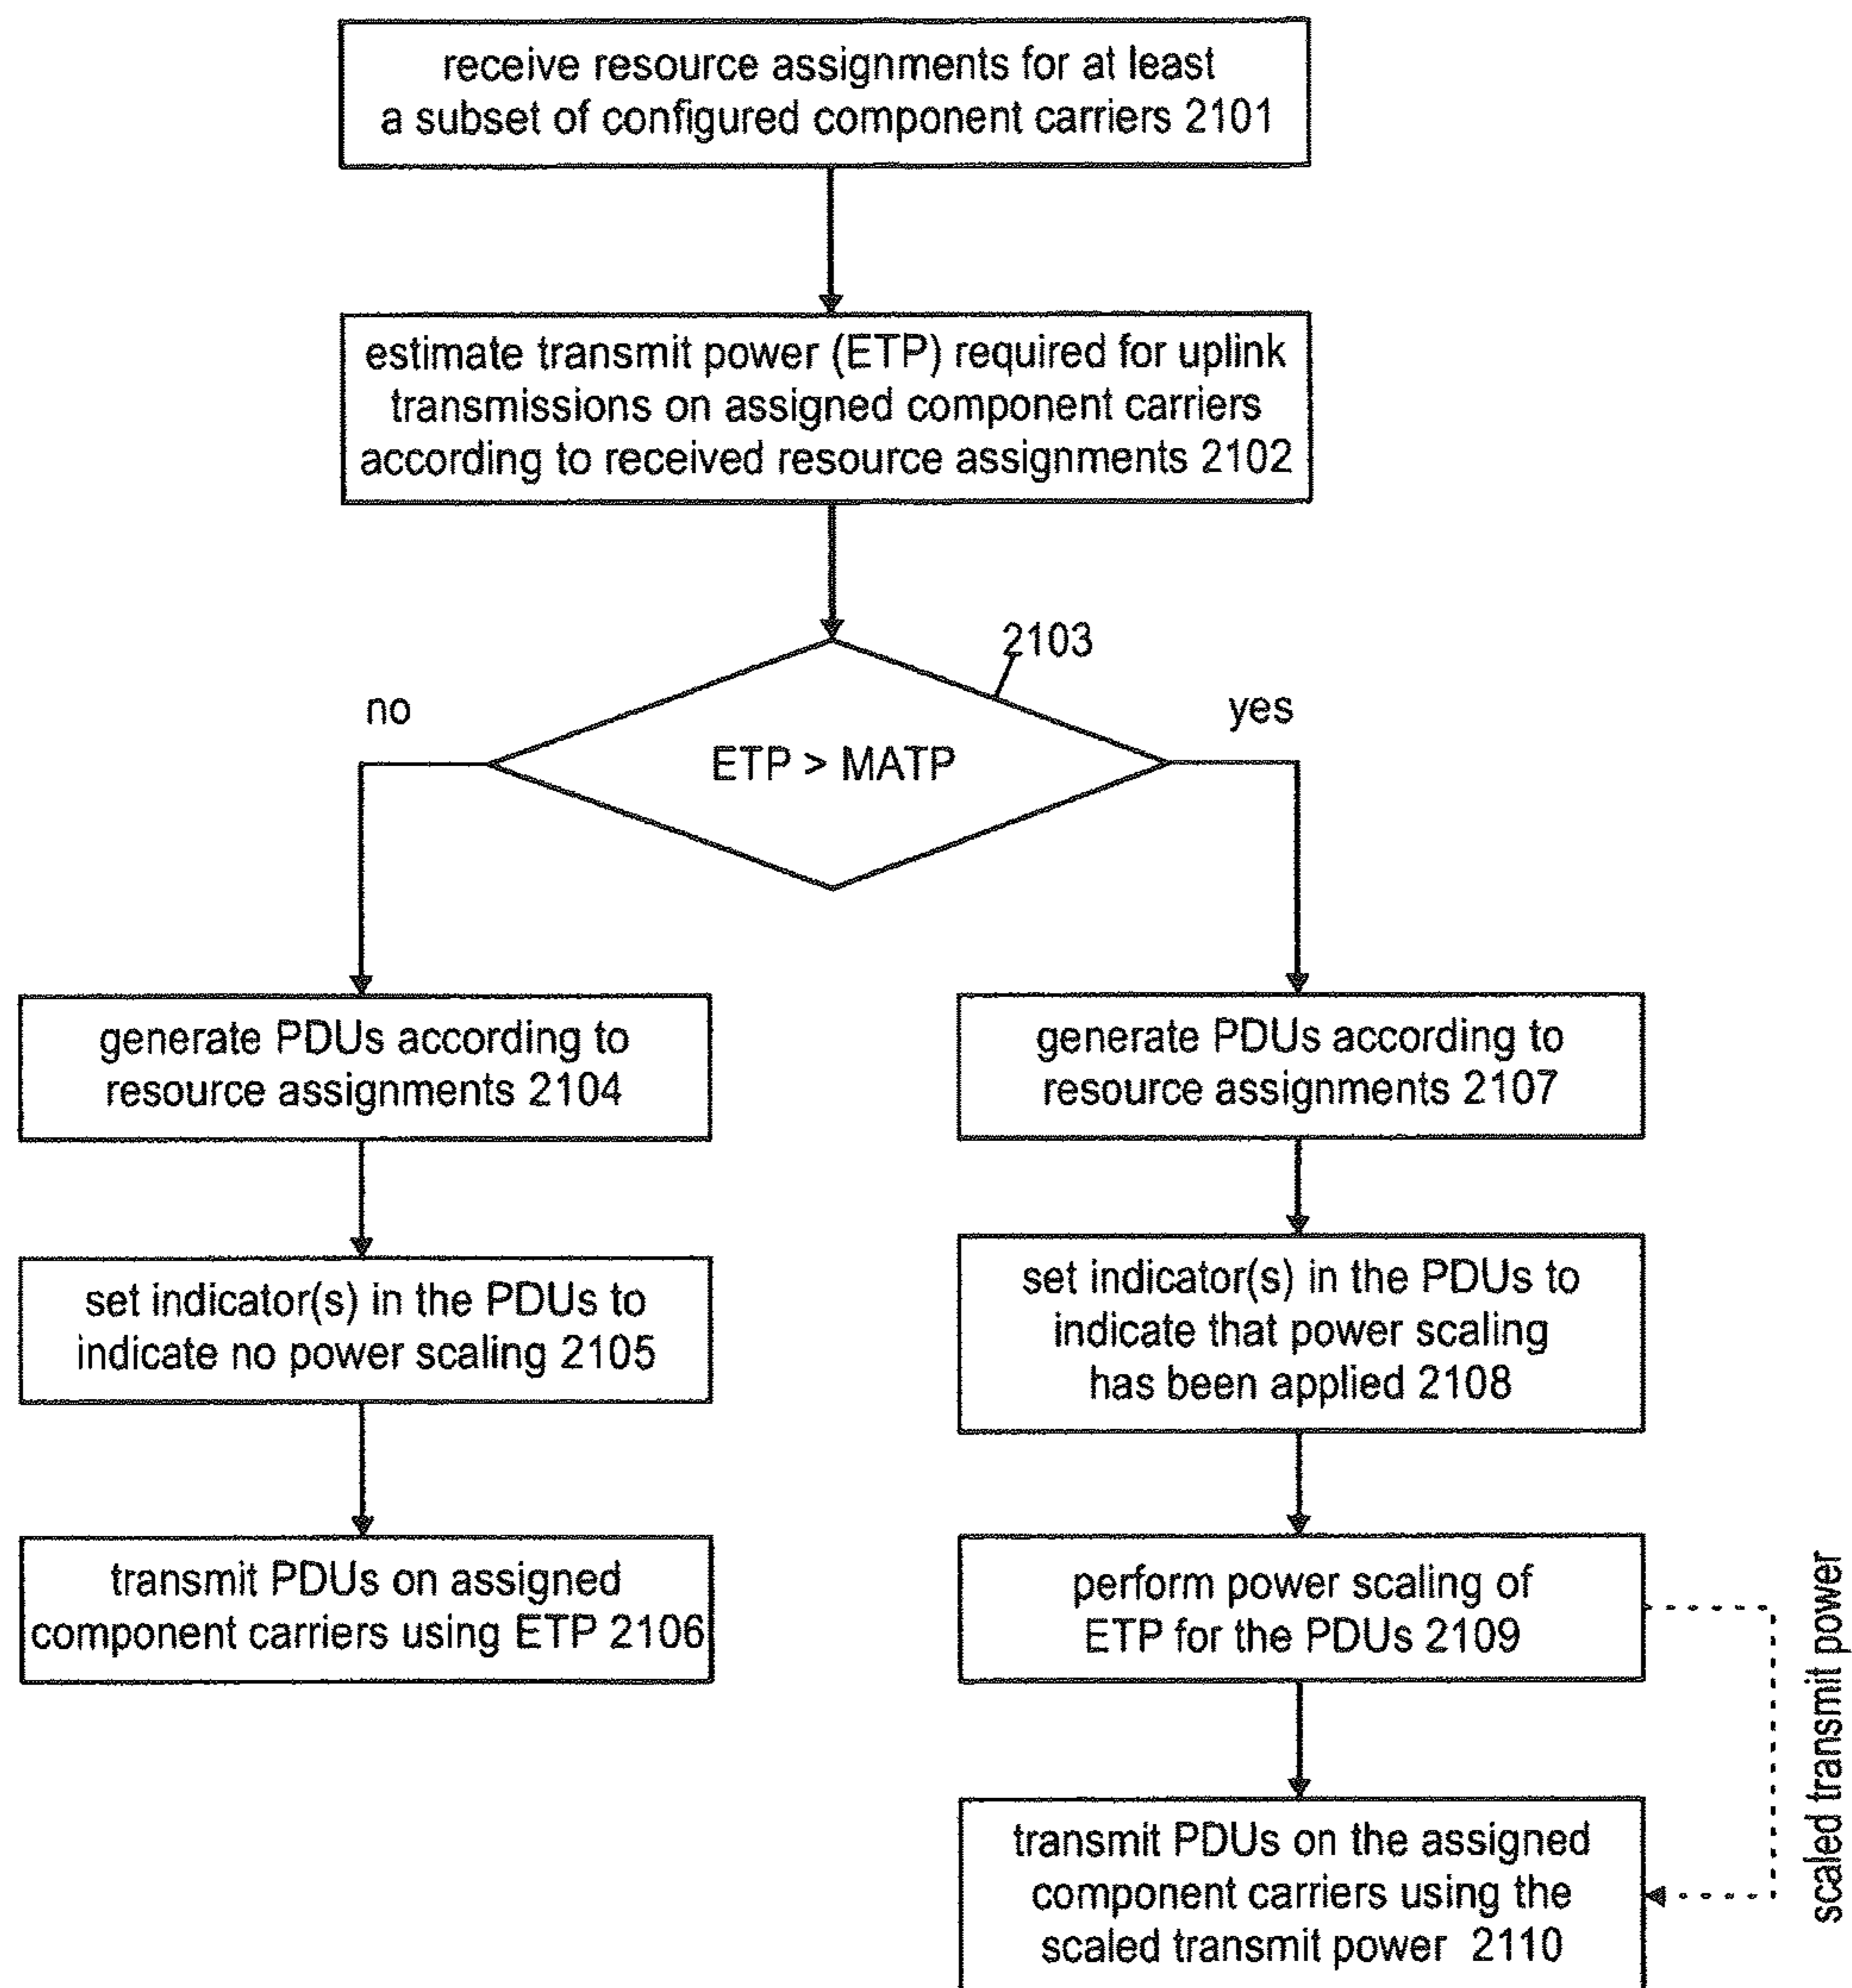 receive resource assignments for at least
a subset of configured component carriers 2101
estimate transmit power (ETP) required for uplink
transmissions on assigned component carriers
according to received resource assignments 2102
2103
no
yes
ETP > MATP
generate PDUs according to
resource assignments 2104
set indicator(s) in the PDUs to
indicate no power scaling 2105
transmit PDUs on assigned
component carriers using ETP 2106
generate PDUs according to
resource assignments 2107
set indicator(s) in the PDUs to
indicate that power scaling
has been applied 2108
perform power scaling of
ETP for the PDUs 2109
scaled transmit power
transmit PDUs on the assigned
component carriers using the
scaled transmit power 2110